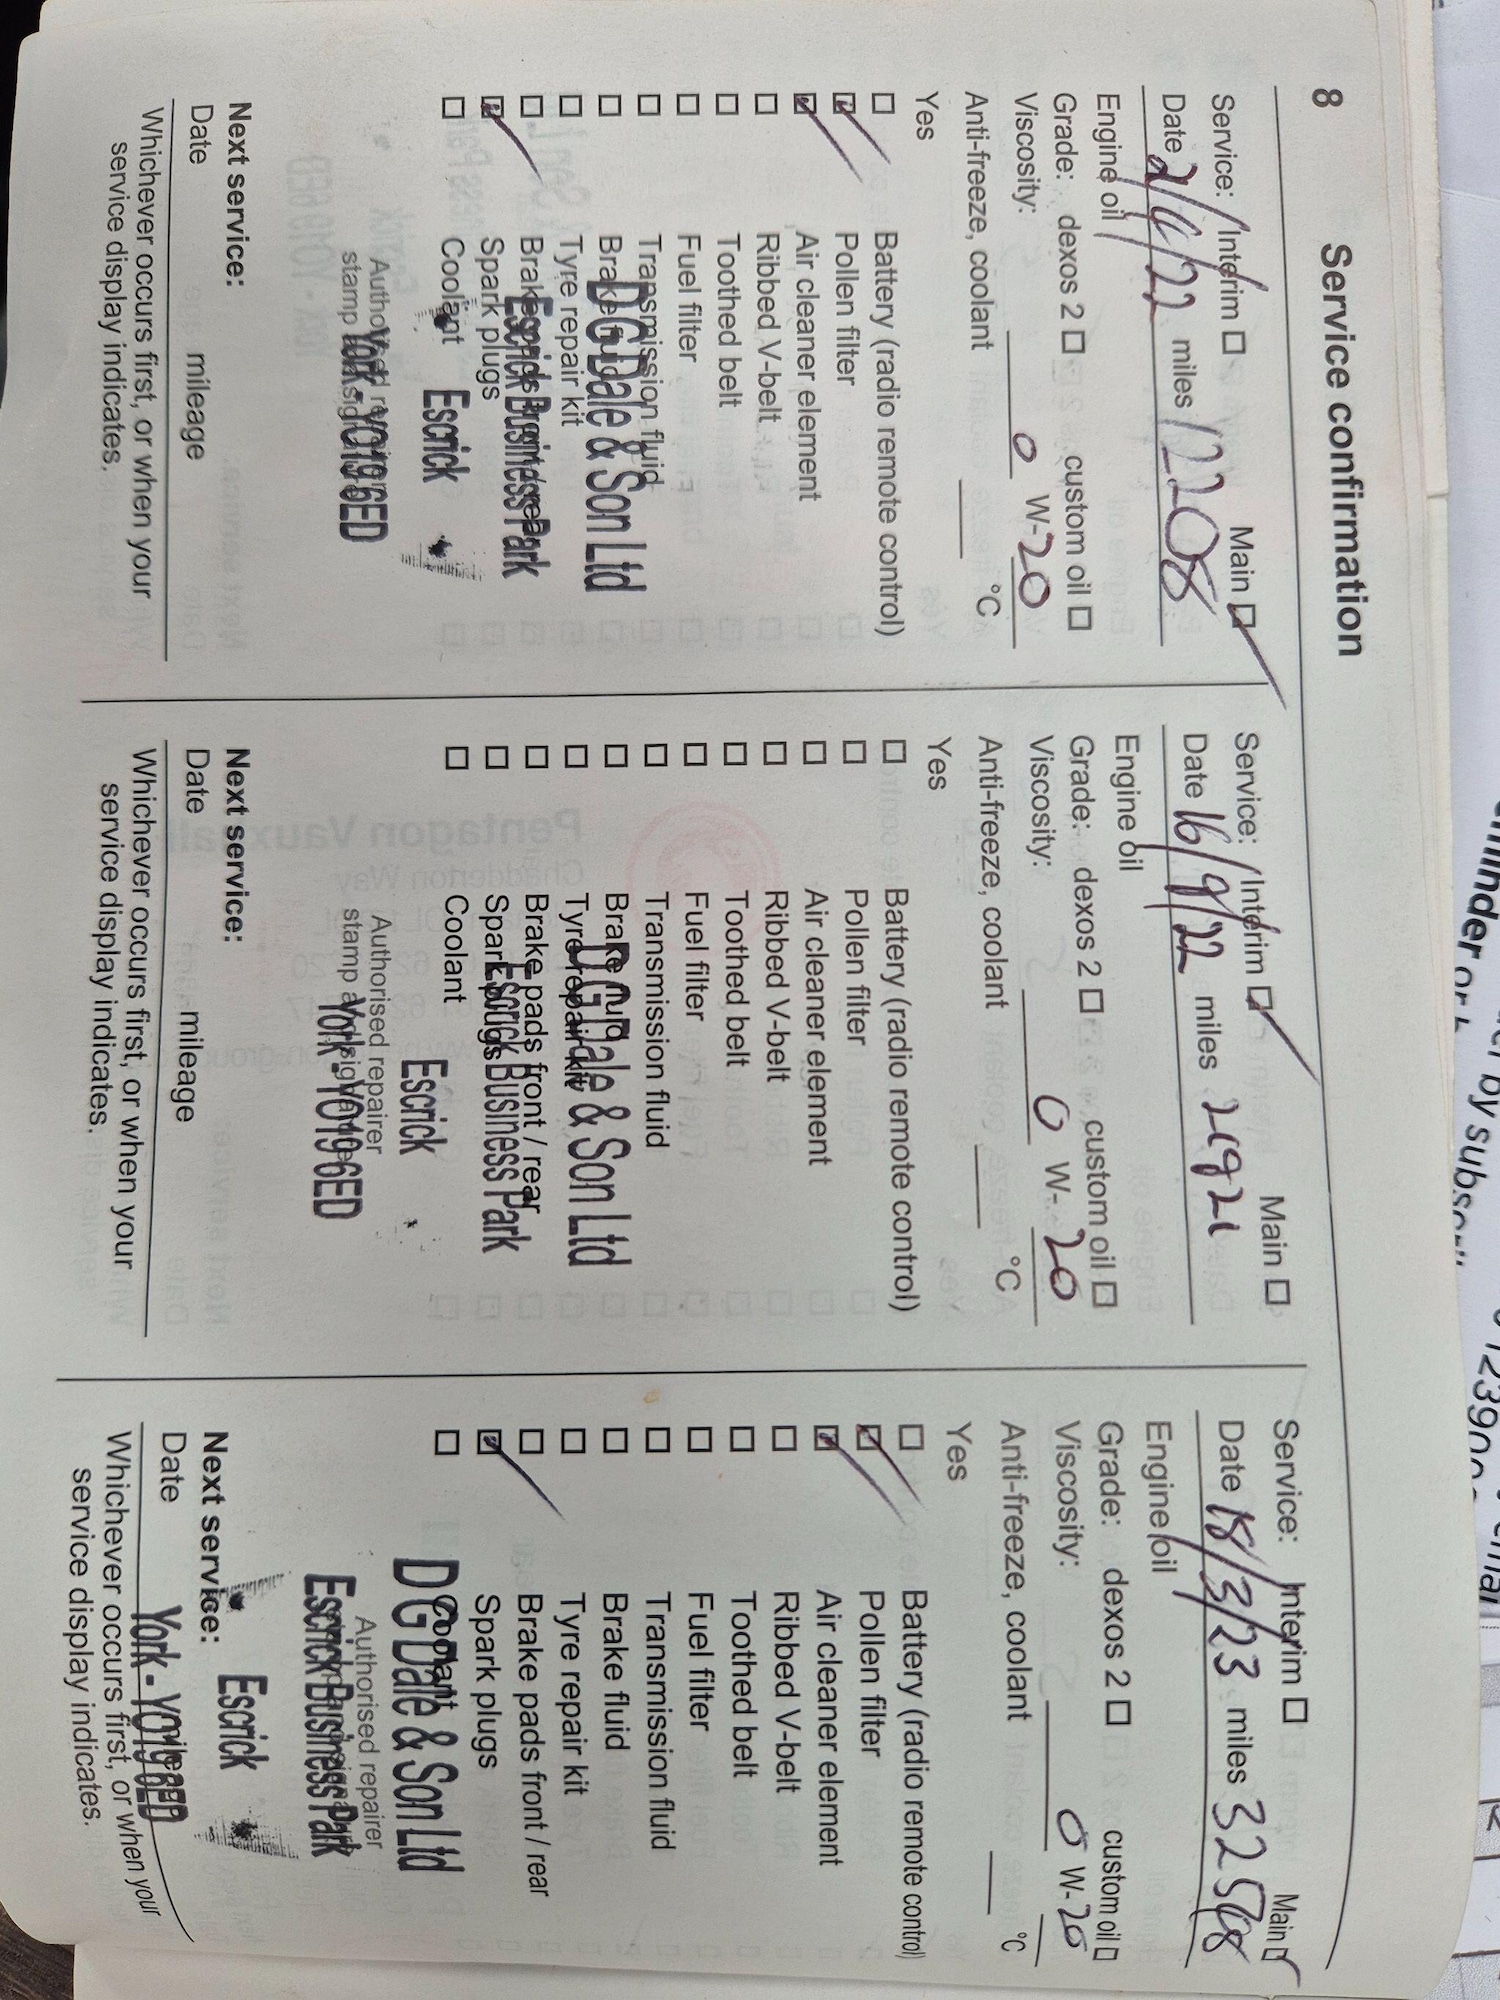 8
Service confirmation
Service: Interim ☐ Main ☑
Date 2/4/22 miles 12208
Engine oil
Grade: dexos 2 ☐ custom oil ☐
Viscosity: 0 W-20
Anti-freeze, coolant °C
Yes
☐ Battery (radio remote control)
☑ Pollen filter
☑ Air cleaner element
☐ Ribbed V-belt
☐ Toothed belt
☐ Fuel filter
☐ Transmission fluid
☐ Brake fluid
☐ Tyre repair kit
☐ Brake pads front / rear
☑ Spark plugs
☐ Coolant
DG Dale & Son Ltd
Escrick Business Park
Escrick
York - YO19 6ED
Authorised repairer
stamp and signature
Next service:
Date mileage
Whichever occurs first, or when your
service display indicates.
Service: Interim ☑ Main ☐
Date 16/9/22 miles 21921
Engine oil
Grade: dexos 2 ☐ custom oil ☐
Viscosity: 0 W-20
Anti-freeze, coolant °C
Yes
☐ Battery (radio remote control)
☐ Pollen filter
☐ Air cleaner element
☐ Ribbed V-belt
☐ Toothed belt
☐ Fuel filter
☐ Transmission fluid
☐ Brake fluid
☐ Tyre repair kit
☐ Brake pads front / rear
☐ Spark plugs
☐ Coolant
DG Dale & Son Ltd
Escrick Business Park
Escrick
York - YO19 6ED
Authorised repairer
stamp and signature
Next service:
Date mileage
Whichever occurs first, or when your
service display indicates.
Service: Interim ☐ Main ☑
Date 18/3/23 miles 32598
Engine oil
Grade: dexos 2 ☐ custom oil ☐
Viscosity: 0 W-20
Anti-freeze, coolant °C
Yes
☐ Battery (radio remote control)
☑ Pollen filter
☑ Air cleaner element
☐ Ribbed V-belt
☐ Toothed belt
☐ Fuel filter
☐ Transmission fluid
☐ Brake fluid
☐ Tyre repair kit
☐ Brake pads front / rear
☑ Spark plugs
☐ Coolant
DG Dale & Son Ltd
Authorised repairer
Escrick Business Park
Escrick
York - YO19 6ED
Next service:
Date mileage
Whichever occurs first, or when your
service display indicates.